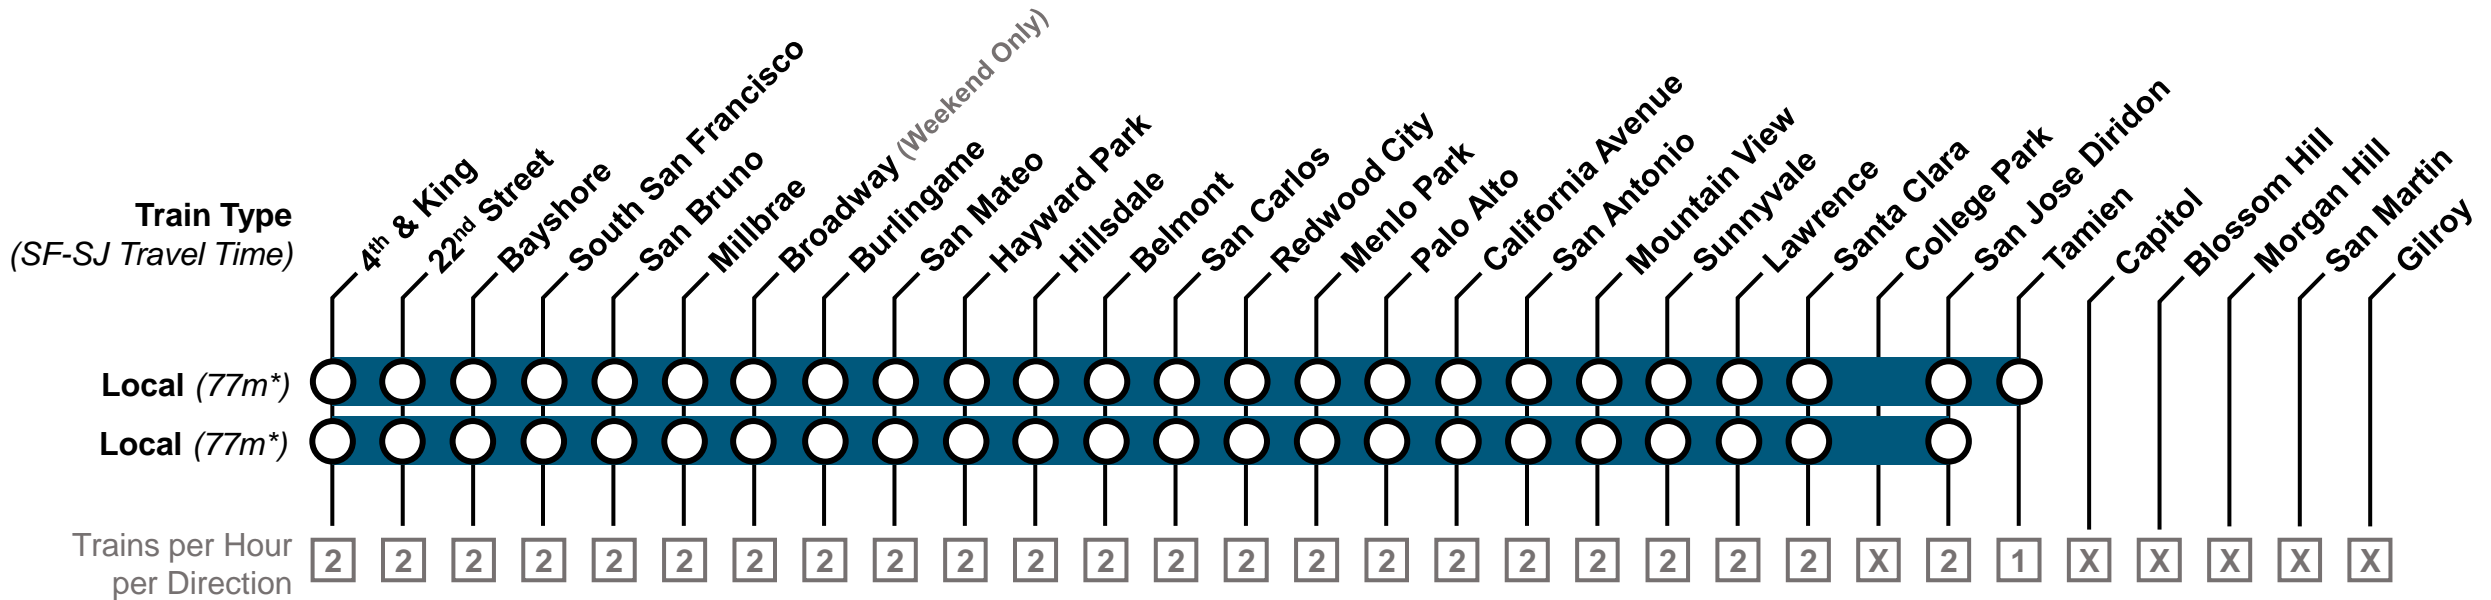 Train Type
(SF-SJ Travel Time)
4th & King
22nd Street
Bayshore
South San Francisco
San Bruno
Millbrae
Broadway (Weekend Only)
Burlingame
San Mateo
Hayward Park
Hillsdale
Belmont
San Carlos
Redwood City
Menlo Park
Palo Alto
California Avenue
San Antonio
Mountain View
Sunnyvale
Lawrence
Santa Clara
College Park
San Jose Diridon
Tamien
Capitol
Blossom Hill
Morgan Hill
San Martin
Gilroy
Local (77m*)
Local (77m*)
Trains per Hour
per Direction
2 2 2 2 2 2 2 2 2 2 2 2 2 2 2 2 2 2 2 2 2 2 X 2 1 X X X X X